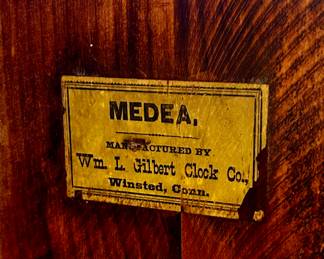 MEDEA.
MANUFACTURED BY
Wm. L. Gilbert Clock Co.,
Winsted, Conn.